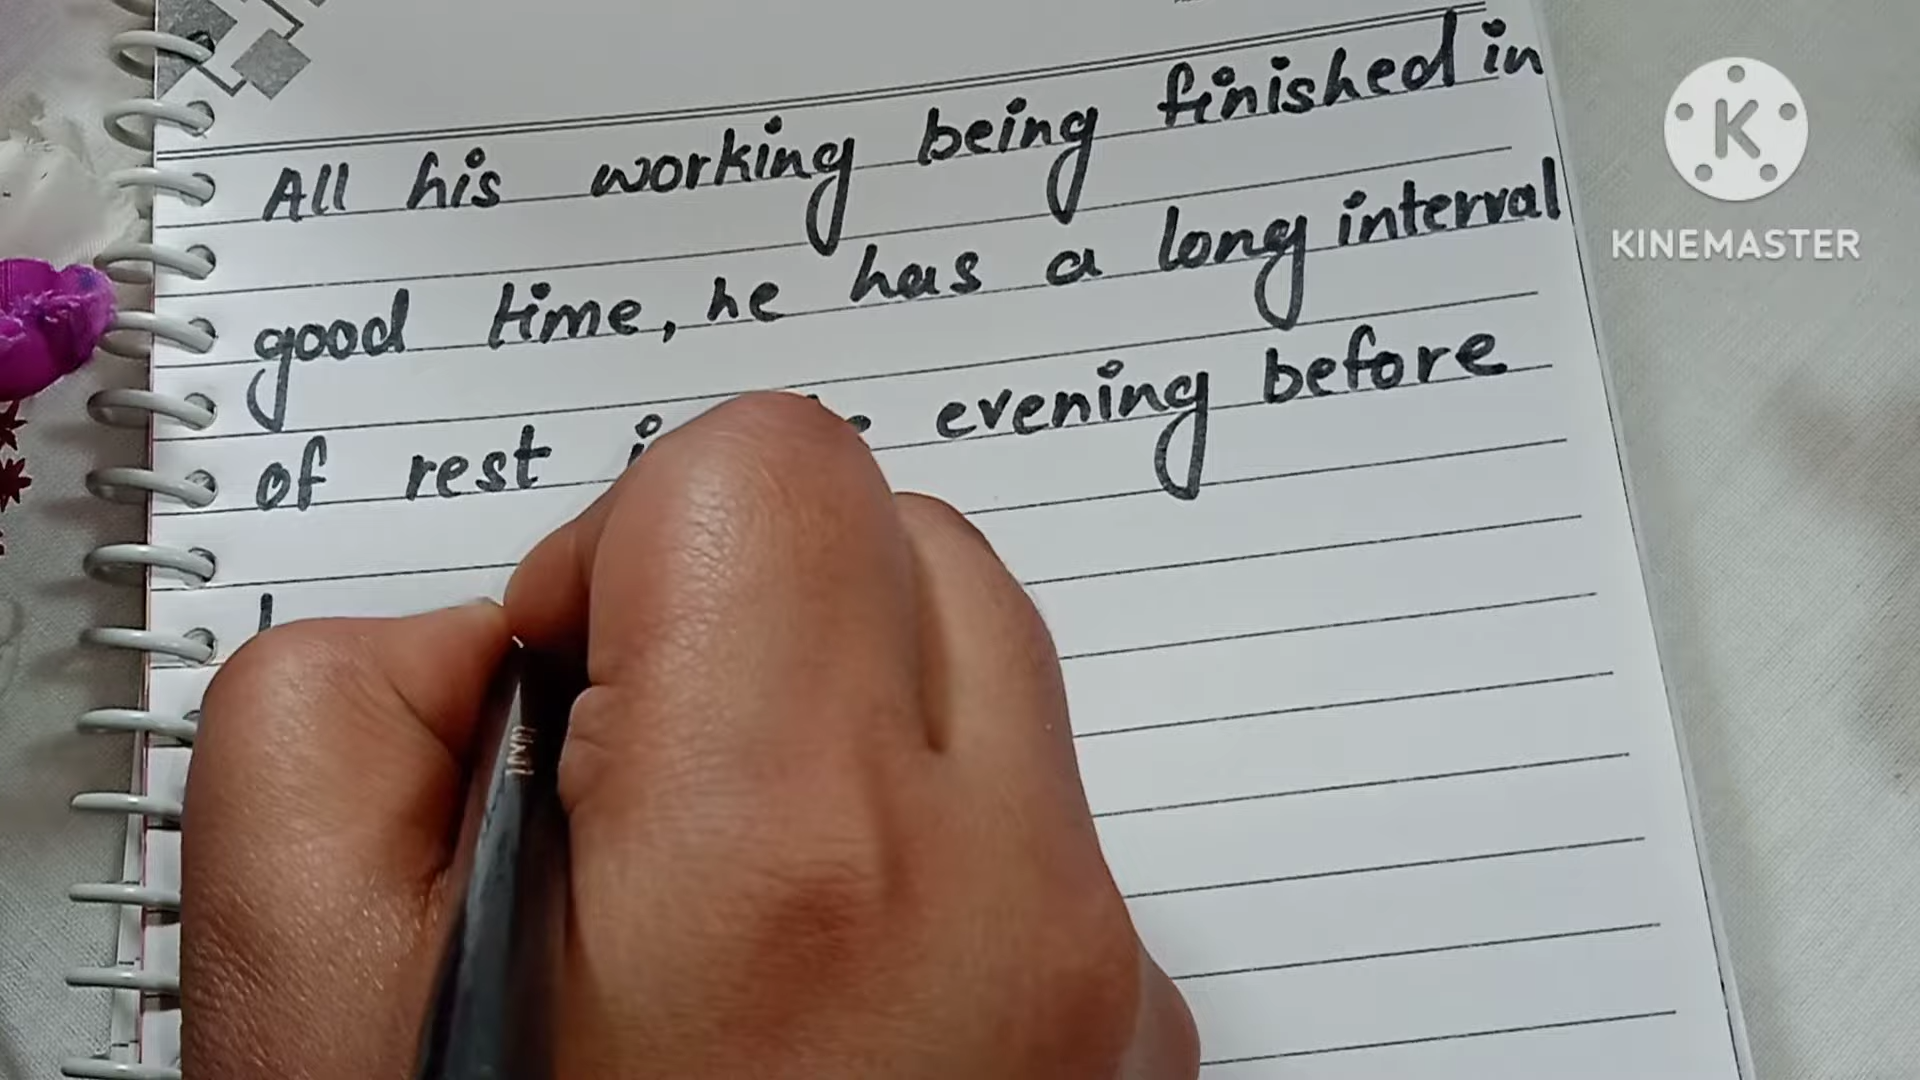 All his working being finished in
good time, he has a long interval
of rest evening before
KINEMASTER